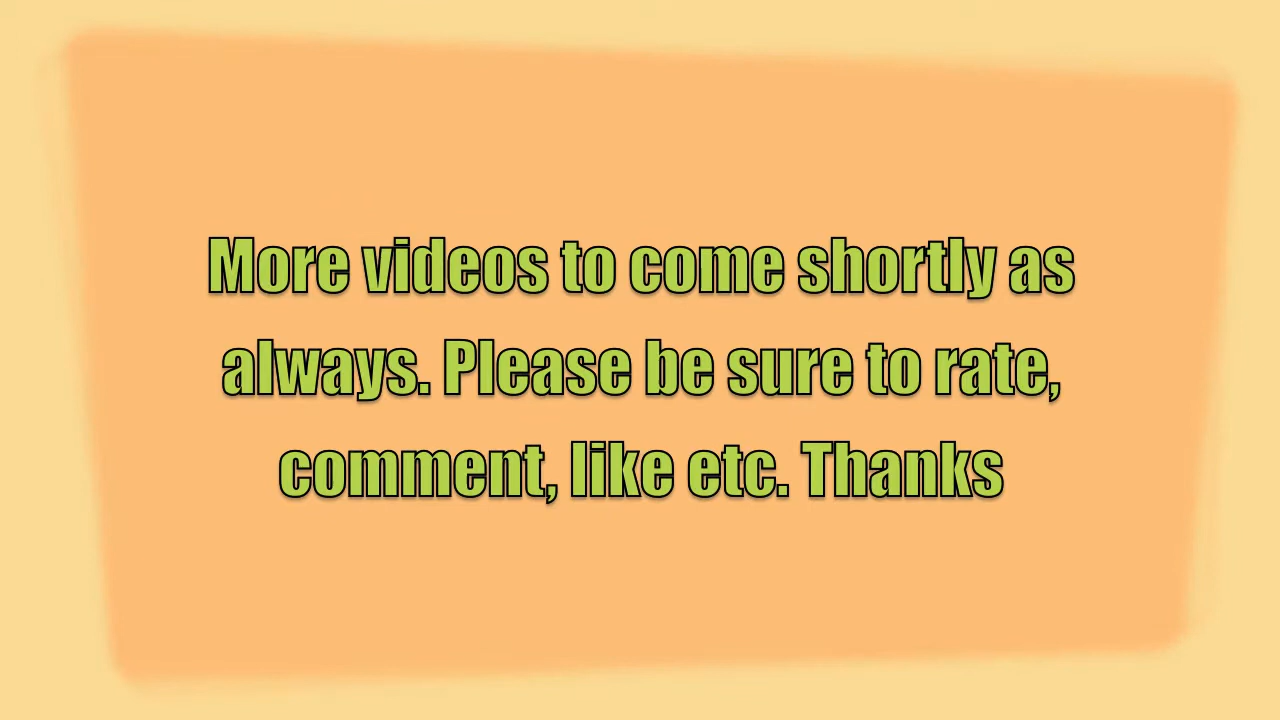 More videos to come shortly as
always. Please be sure to rate,
comment, like etc. Thanks